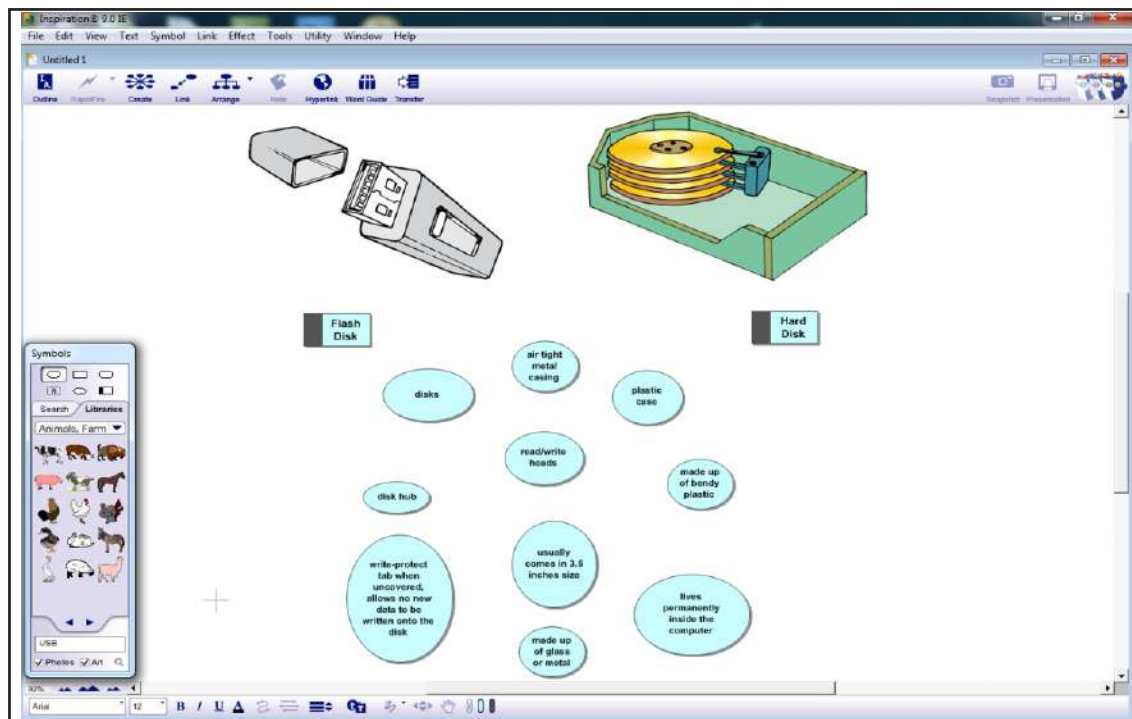 Inspiration © 9.0 IE
File Edit View Text Symbol Link Effect Tools Utility Window Help
Untitled 1
Outline RapidFire Create Link Arrange Note Hyperlink Word Guide Transfer Snapshot Presentation
Flash
Disk
Hard
Disk
air tight
metal
casing
disks
plastic
case
read/write
heads
made up
of bendy
plastic
disk hub
usually
comes in 3.5
inches size
write-protect
tab when
uncovered,
allows no new
data to be
written onto the
disk
lives
permanently
inside the
computer
made up
of glass
or metal
Symbols
Search Libraries
Animals, Farm
USB
Photos Art
Arial 12 B I U A